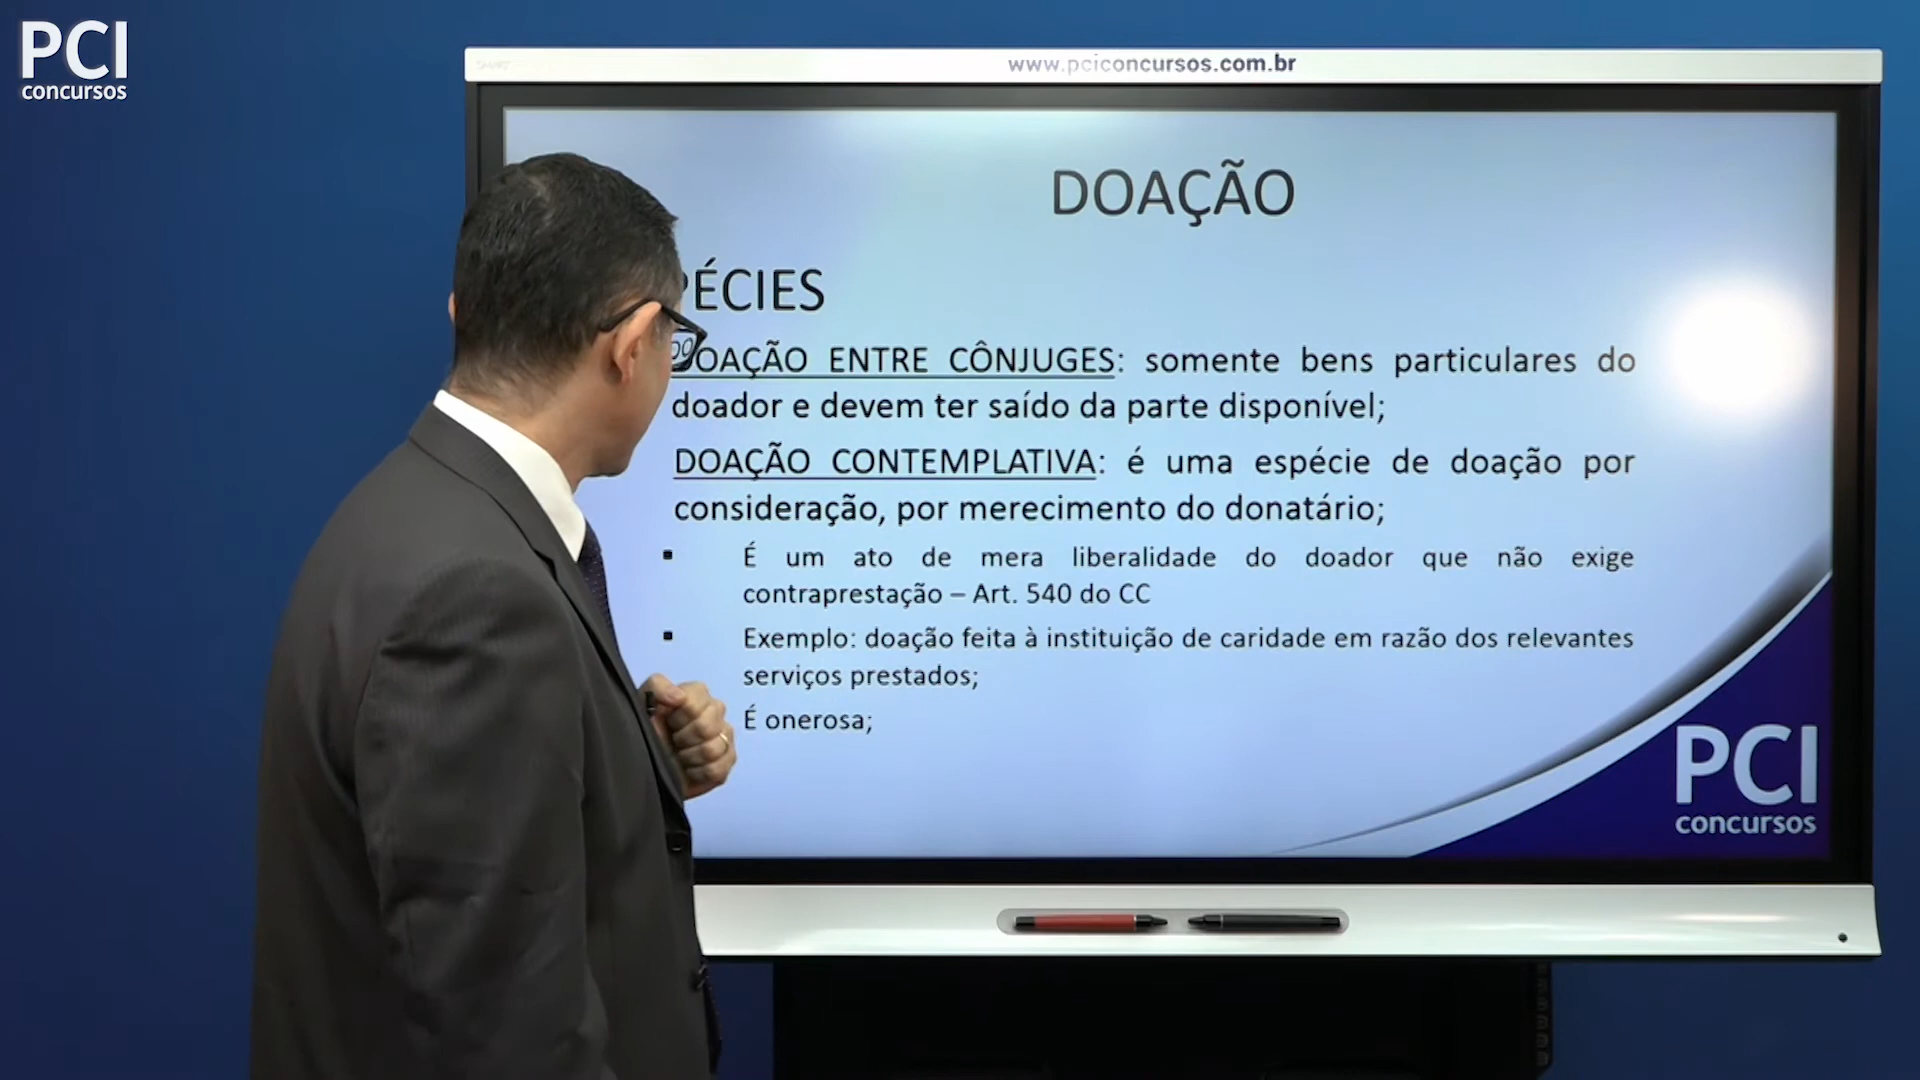 PCI
concursos
www.pciconcursos.com.br
DOAÇÃO
PÉCIES
DOAÇÃO ENTRE CÔNJUGES: somente bens particulares do
doador e devem ter saído da parte disponível;
DOAÇÃO CONTEMPLATIVA: é uma espécie de doação por
consideração, por merecimento do donatário;
▪ É um ato de mera liberalidade do doador que não exige
contraprestação – Art. 540 do CC
▪ Exemplo: doação feita à instituição de caridade em razão dos relevantes
serviços prestados;
É onerosa;
PCI
concursos